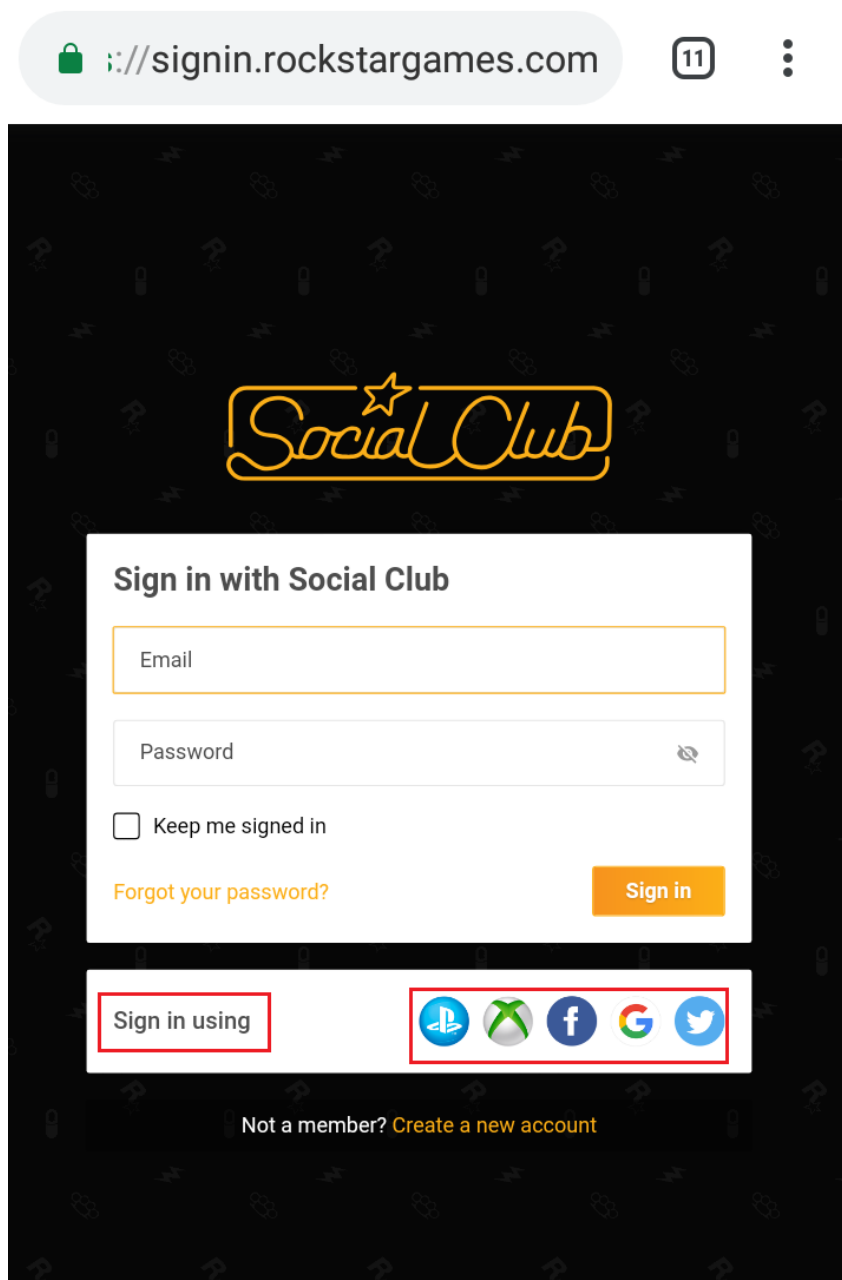 ://signin.rockstargames.com
11
Social Club
Sign in with Social Club
Email
Password
Keep me signed in
Forgot your password?
Sign in
Sign in using
Not a member? Create a new account